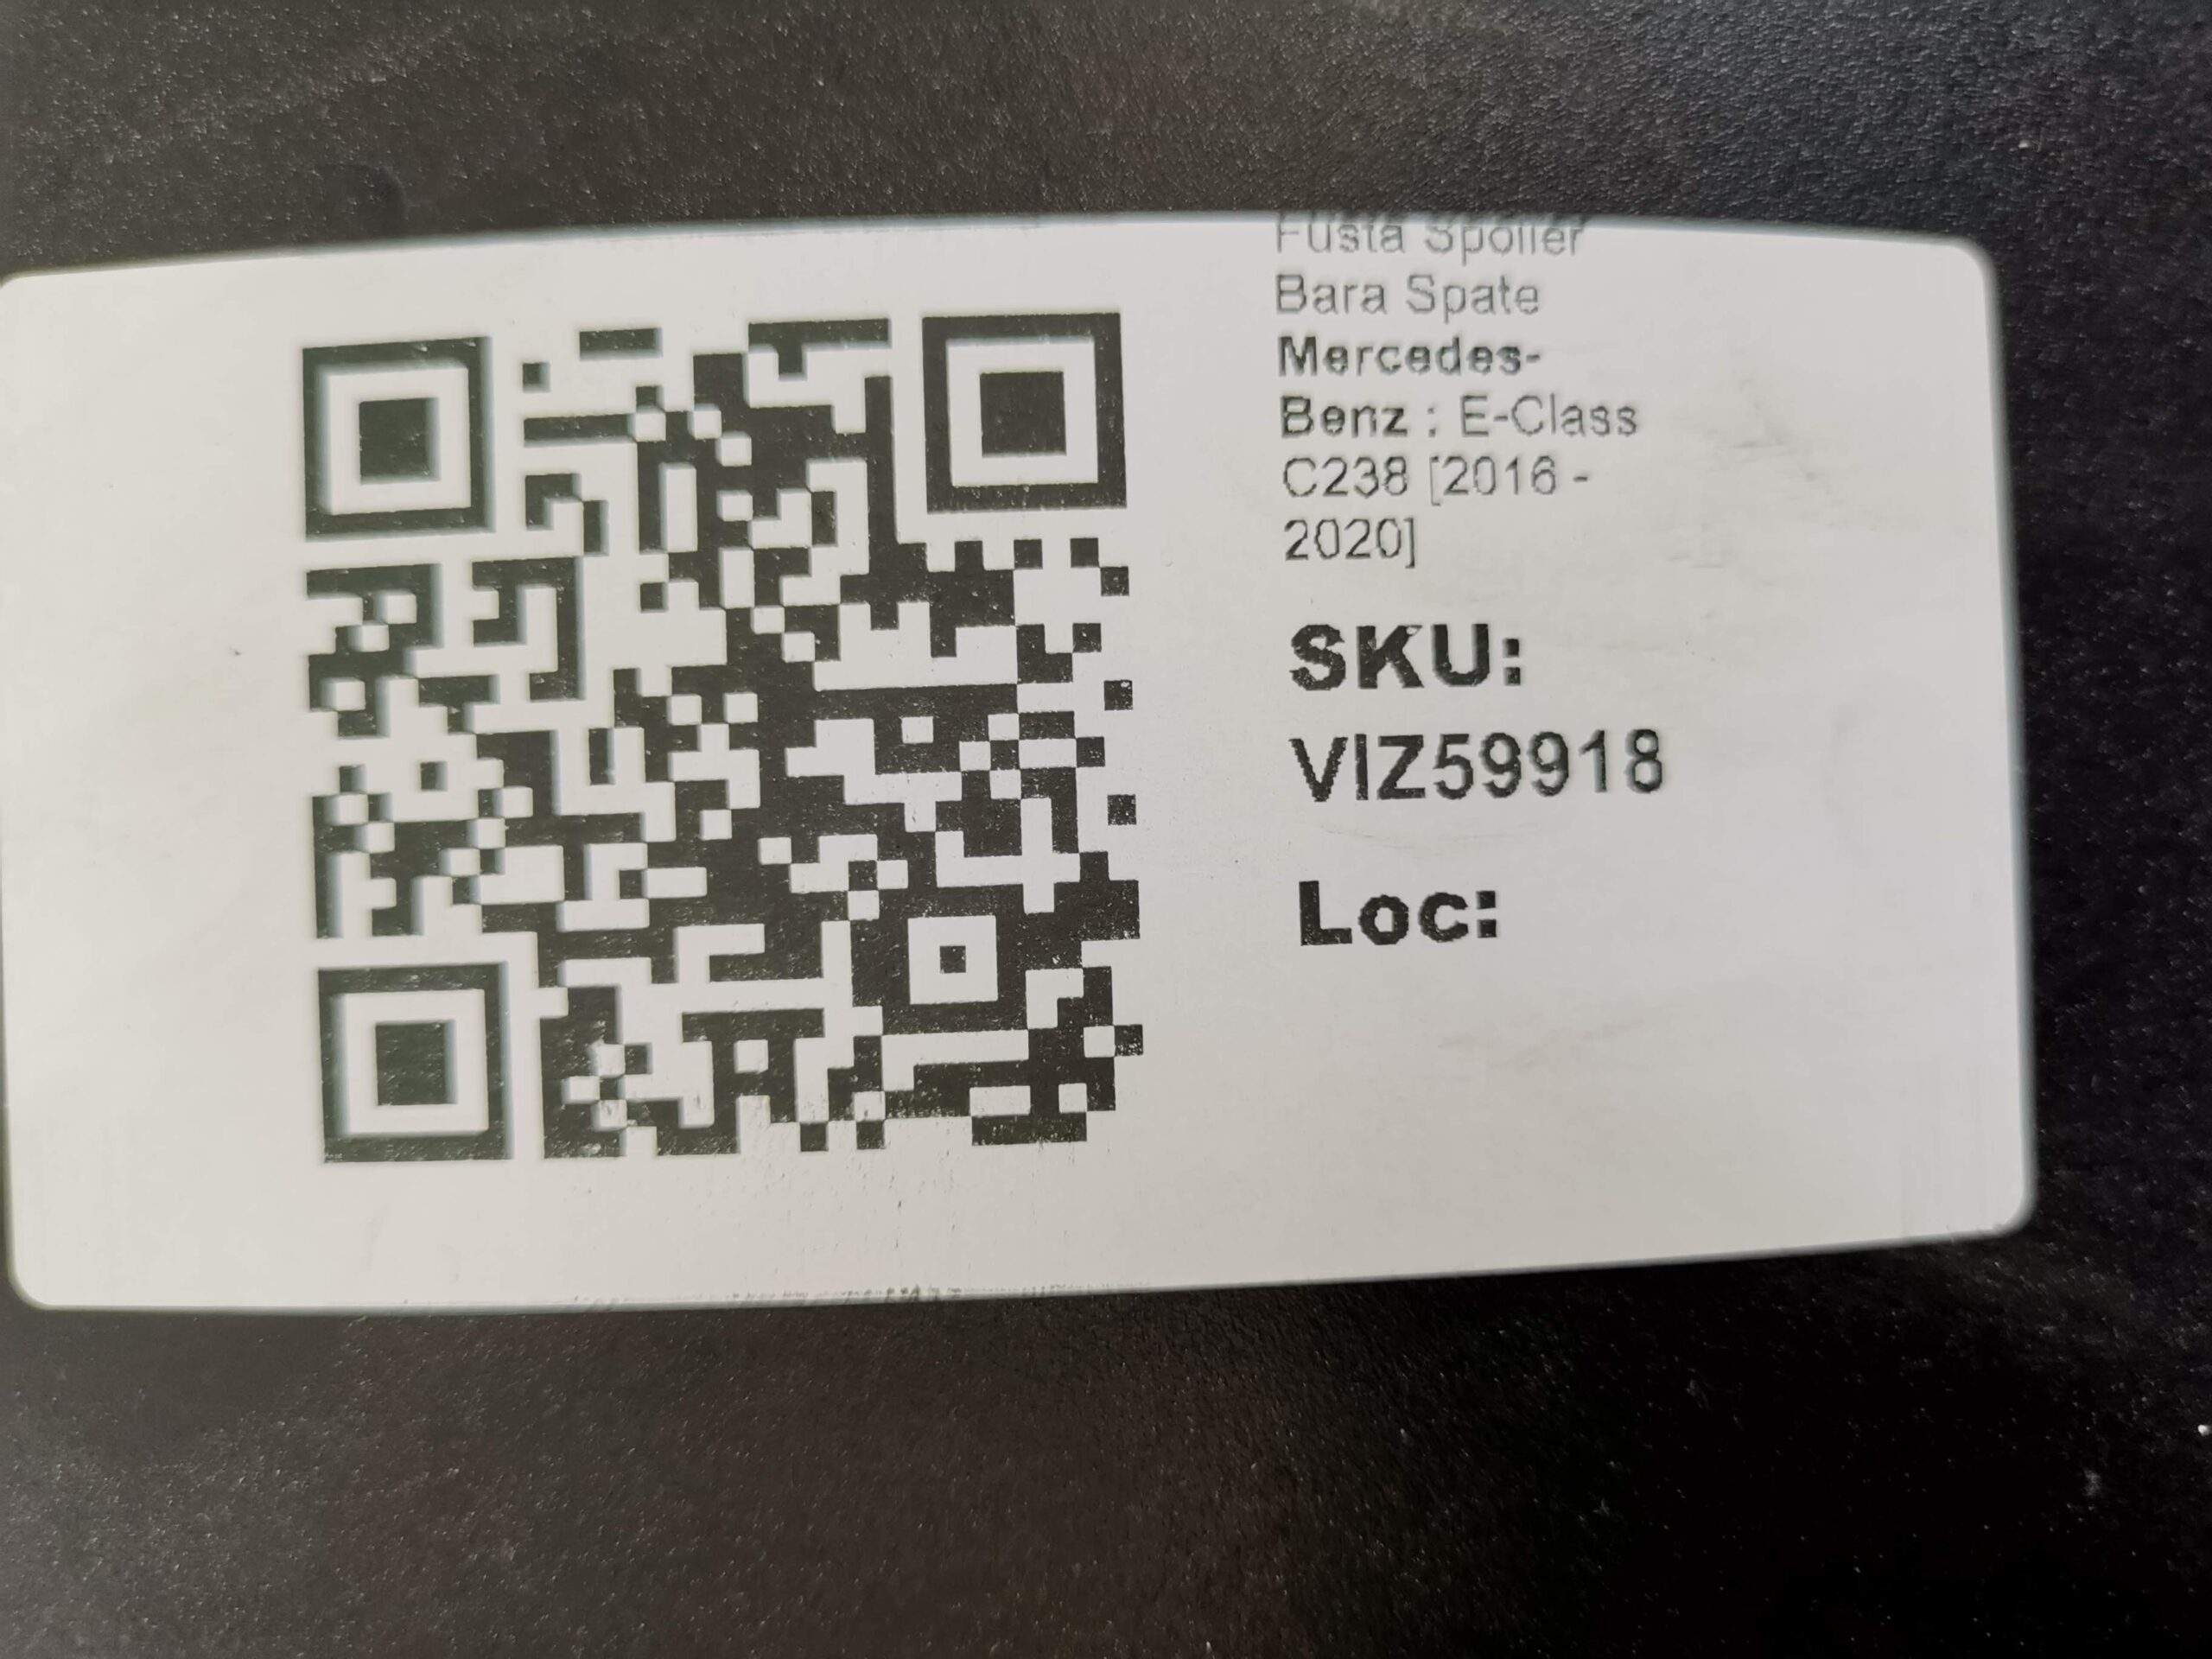 Fusta Spoiler
Bara Spate
Mercedes-
Benz : E-Class
C238 [2016 -
2020]
SKU:
VIZ59918
Loc: